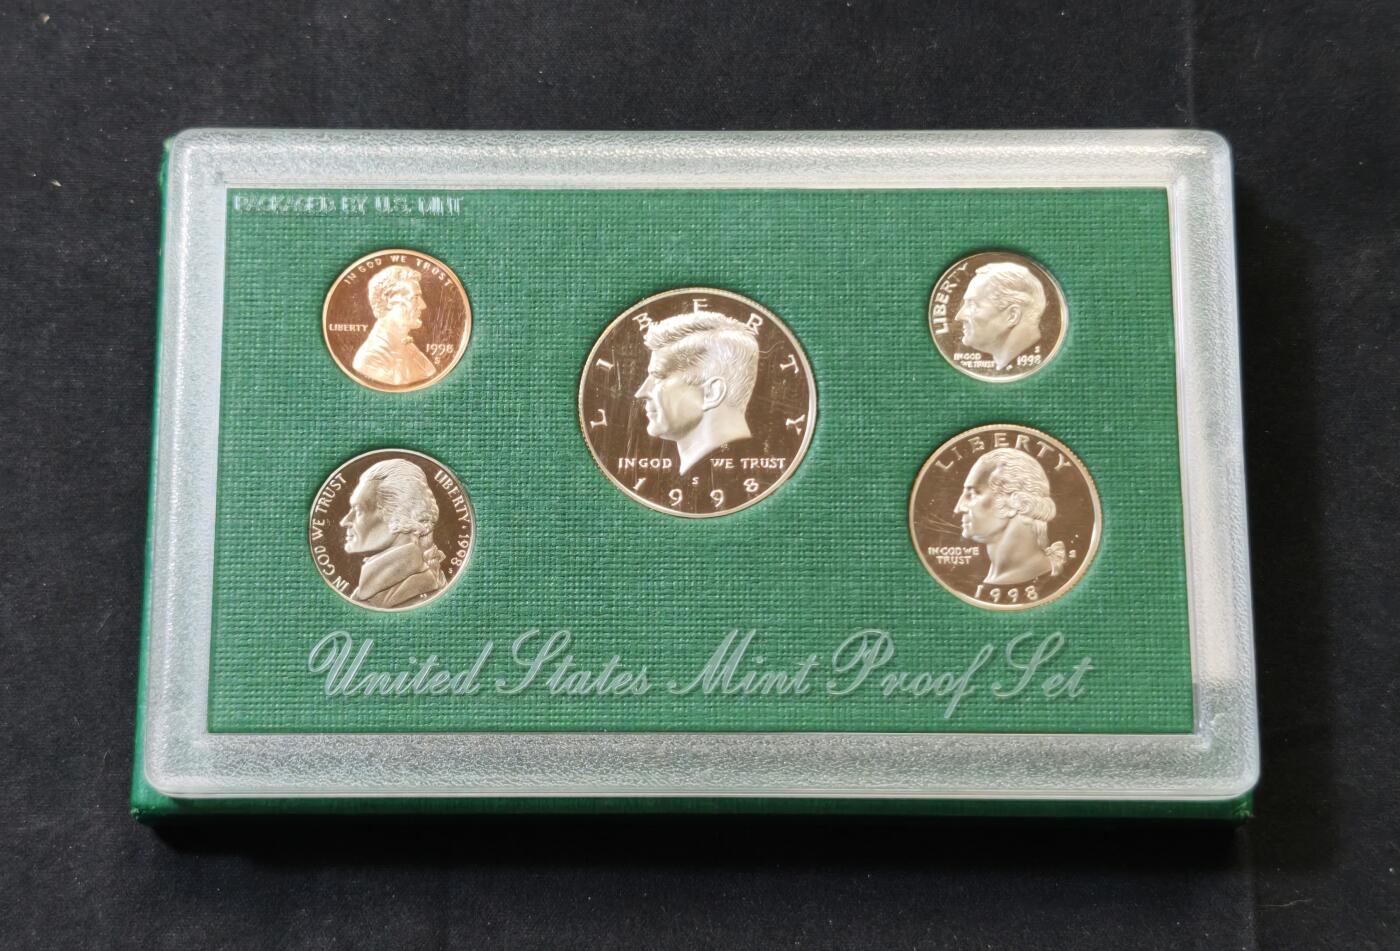 PACKAGED BY U.S. MINT
IN GOD WE TRUST
LIBERTY
1998
S
LIBERTY
IN GOD WE TRUST
S
1998
LIBERTY
IN GOD
WE TRUST
S
1998
IN GOD WE TRUST
LIBERTY · 1998
S
LIBERTY
IN GOD WE
TRUST
S
1998
United States Mint Proof Set